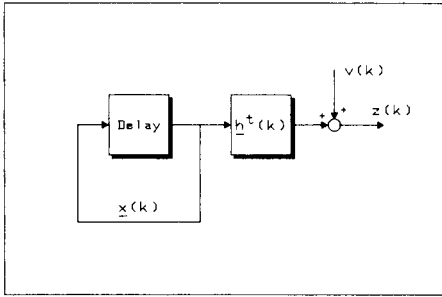 v(k)
+
+
z(k)
Delay
h^t(k)
x(k)